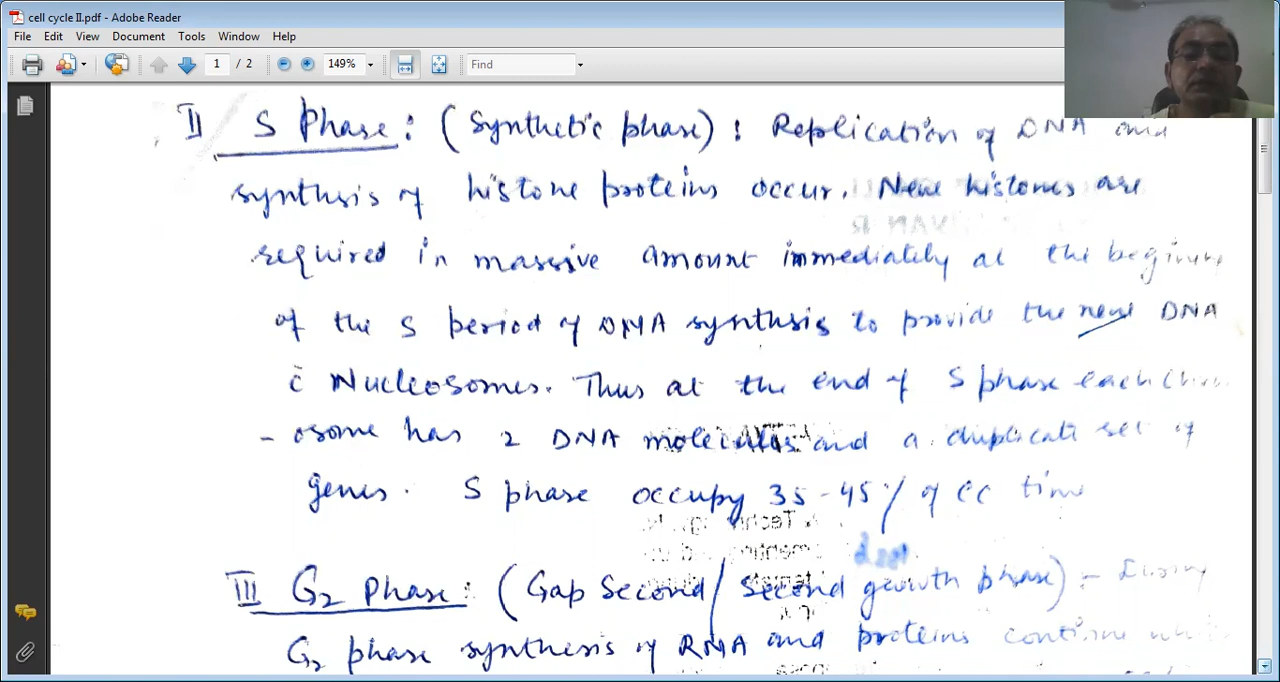 cell cycle II.pdf - Adobe Reader
File Edit View Document Tools Window Help
1 / 2 149% Find
II S Phase : (Synthetic phase) : Replication of DNA and
synthesis of histone proteins occur. New histones are
required in massive amount immediately at the
of the S period of DNA synthesis to provide the new DNA
c̄ Nucleosomes. Thus at the end of S phase each
- osome has 2 DNA molecules and a duplicate set of
genes. S phase occupy 35-45% of CC time
III G2 Phase : (Gap Second / Second growth phase) :-
G2 phase synthesis of RNA and proteins continue